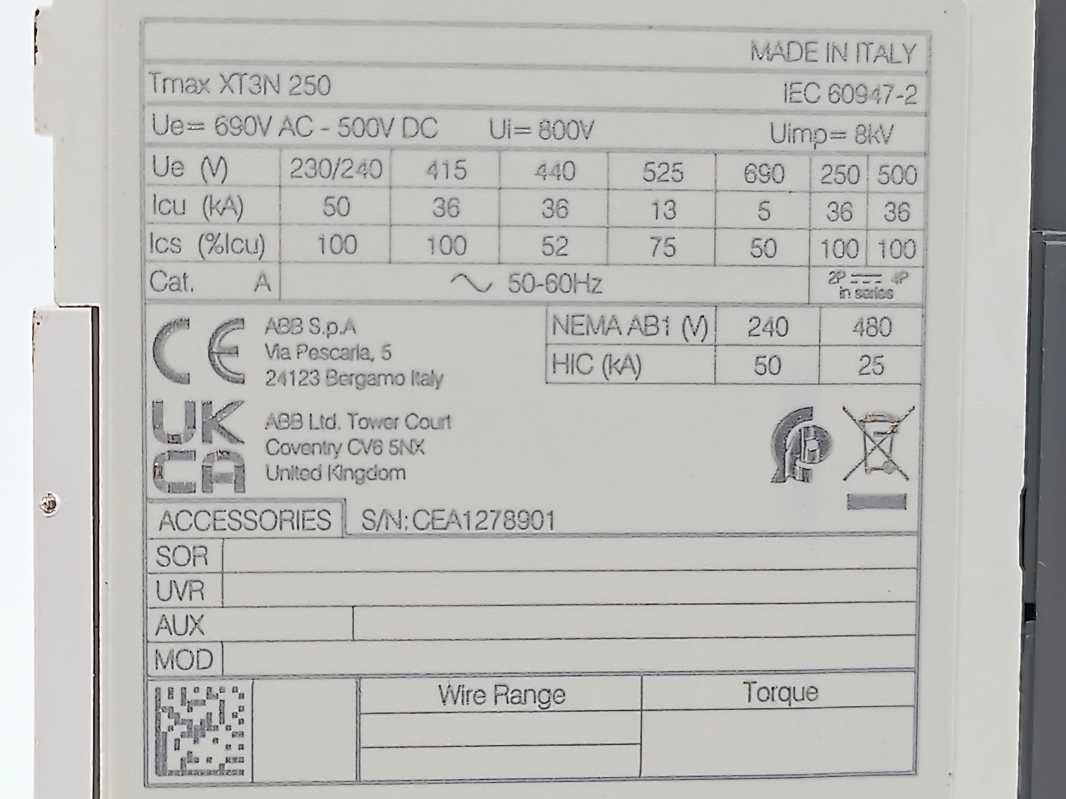 MADE IN ITALY
Tmax XT3N 250 IEC 60947-2
Ue= 690V AC - 500V DC Ui= 800V Uimp= 8kV
Ue (V) 230/240 415 440 525 690 250 500
Icu (kA) 50 36 36 13 5 36 36
Ics (%Icu) 100 100 52 75 50 100 100
Cat. A ~ 50-60Hz 2P ⎓ 4P
in series
CE ABB S.p.A
Via Pescaria, 5
24123 Bergamo Italy
NEMA AB1 (V) 240 480
HIC (kA) 50 25
UK
CA
ABB Ltd. Tower Court
Coventry CV6 5NX
United Kingdom
ACCESSORIES S/N: CEA1278901
SOR
UVR
AUX
MOD
Wire Range Torque